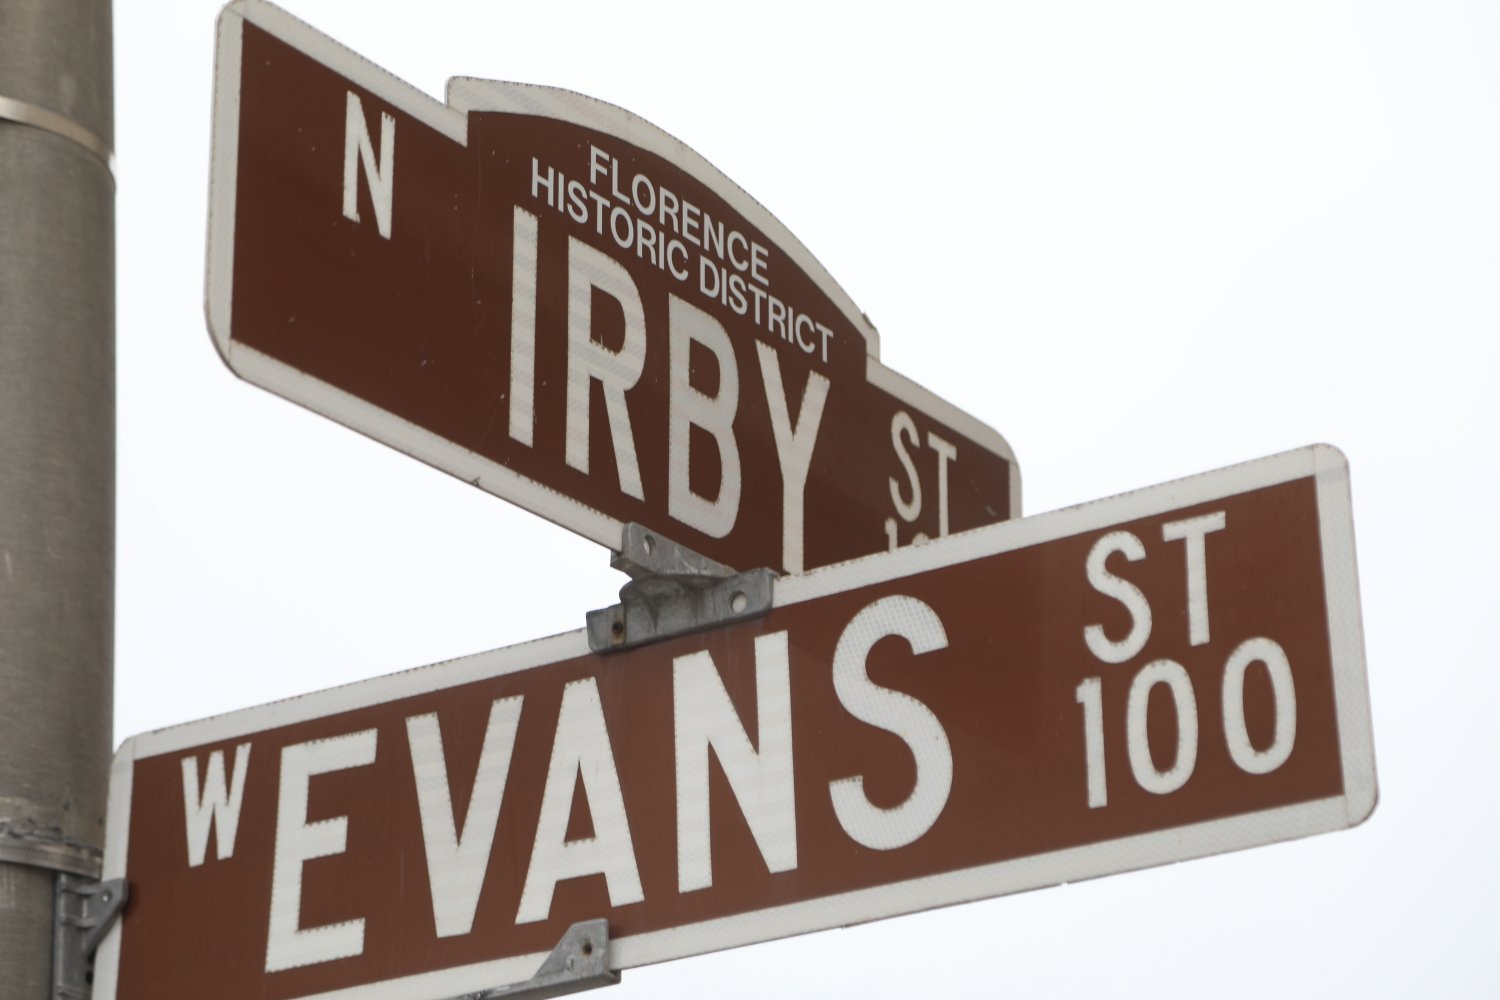 FLORENCE
HISTORIC DISTRICT
N IRBY ST
W EVANS ST
100